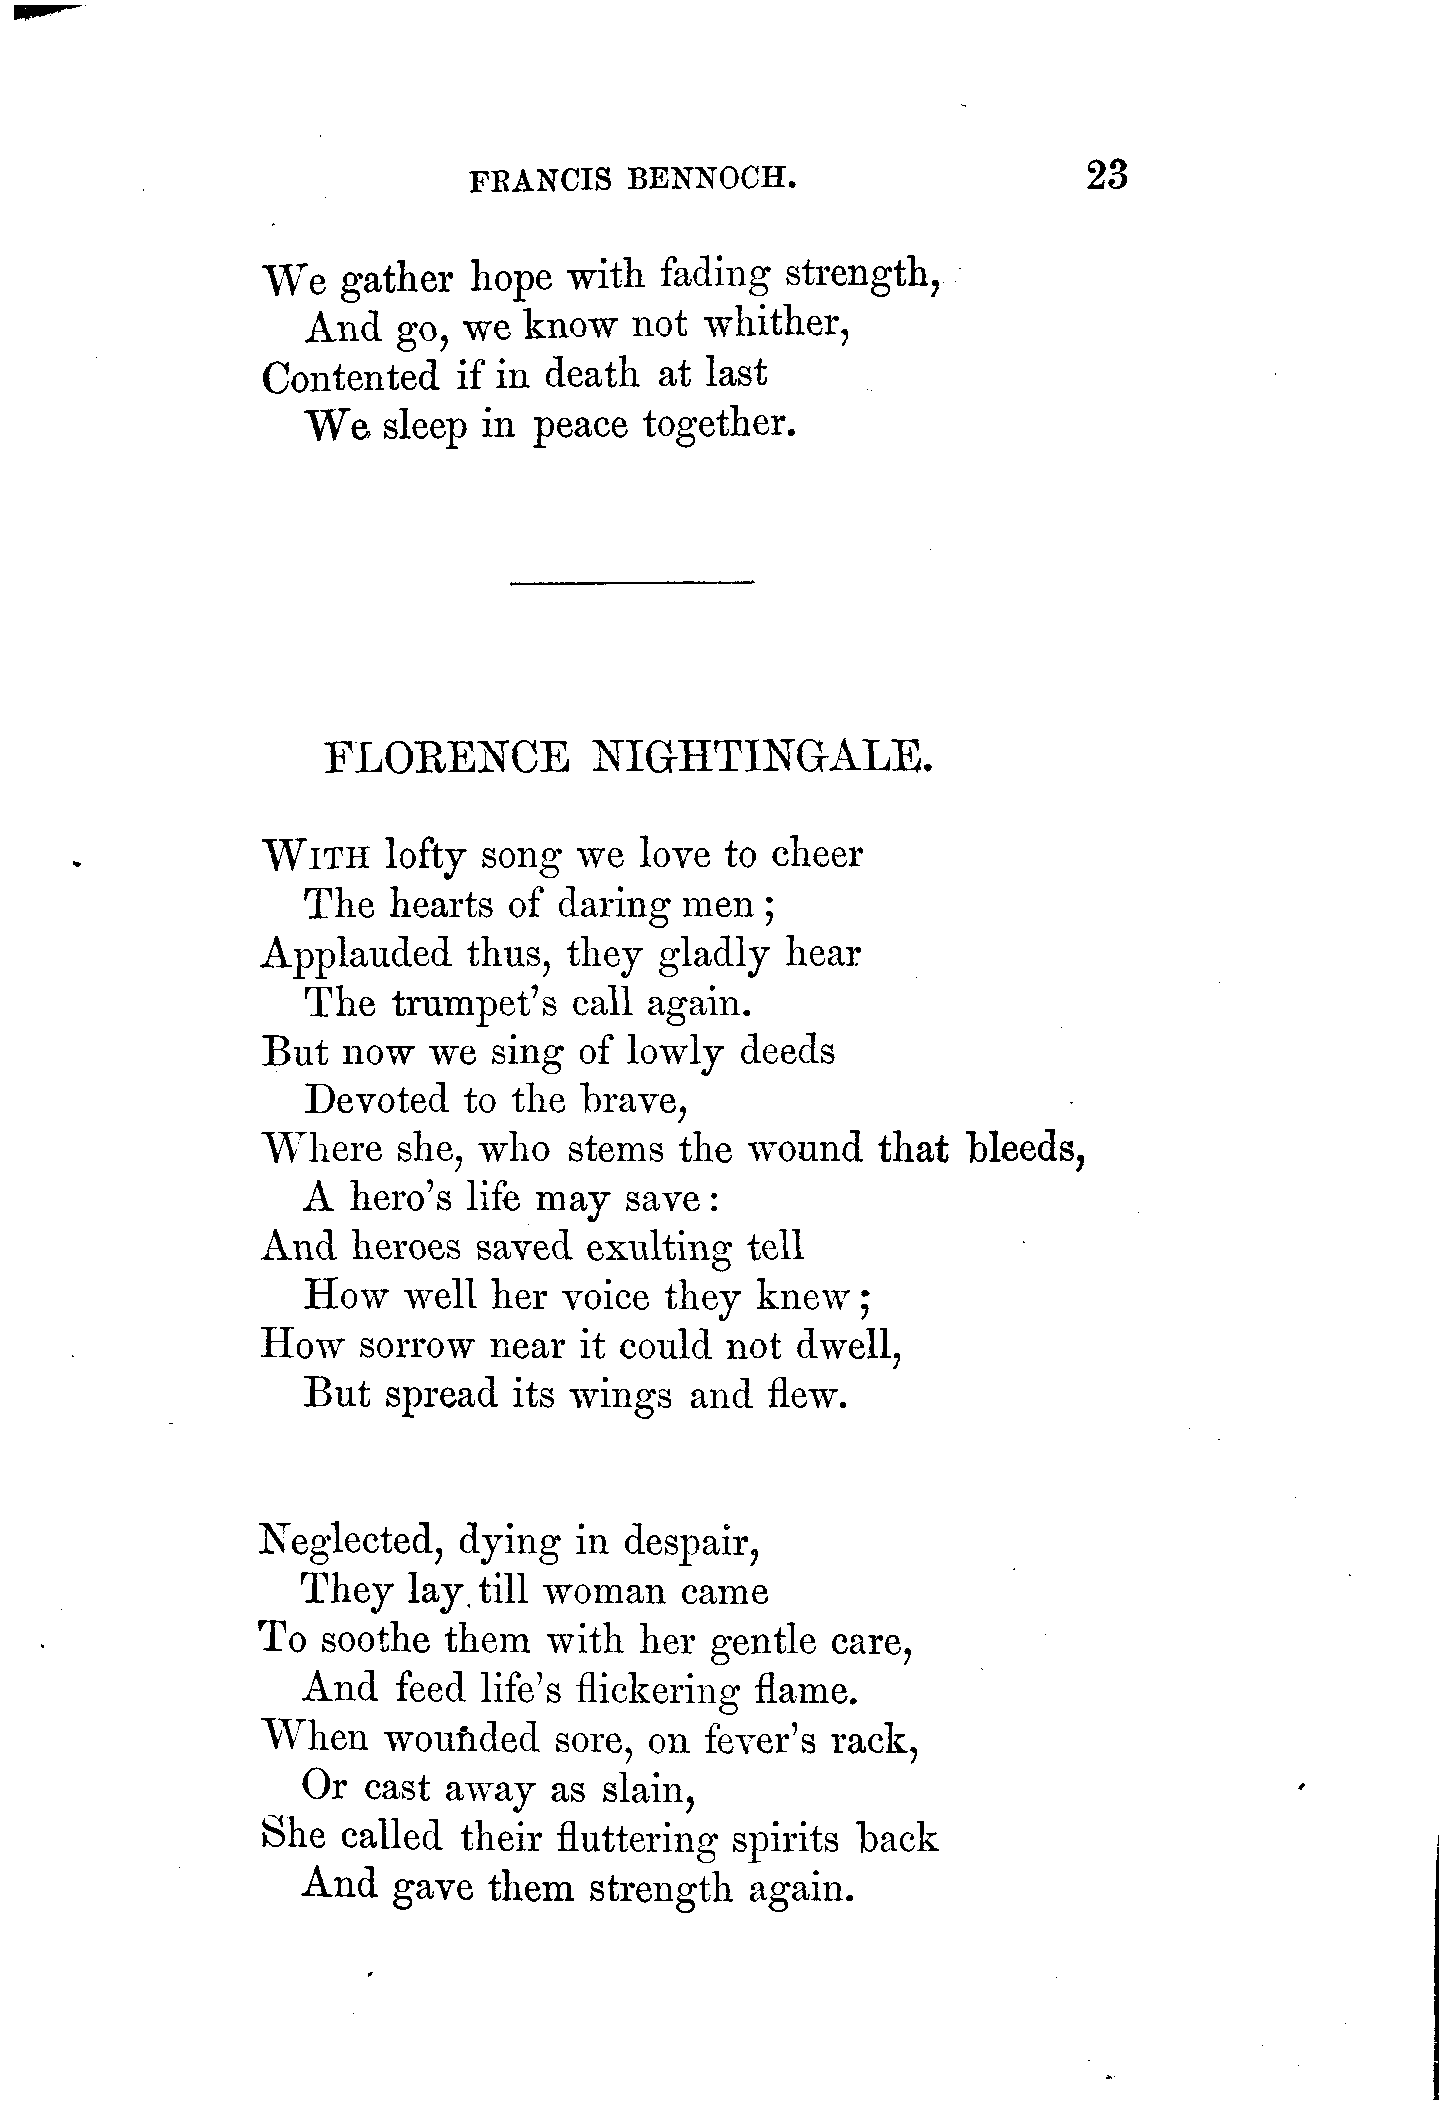 FRANCIS BENNOCH. 23
We gather hope with fading strength,
And go, we know not whither,
Contented if in death at last
We sleep in peace together.
FLORENCE NIGHTINGALE.
WITH lofty song we love to cheer
The hearts of daring men;
Applauded thus, they gladly hear
The trumpet's call again.
But now we sing of lowly deeds
Devoted to the brave,
Where she, who stems the wound that bleeds,
A hero's life may save:
And heroes saved exulting tell
How well her voice they knew;
How sorrow near it could not dwell,
But spread its wings and flew.
Neglected, dying in despair,
They lay till woman came
To soothe them with her gentle care,
And feed life's flickering flame.
When wounded sore, on fever's rack,
Or cast away as slain,
She called their fluttering spirits back
And gave them strength again.